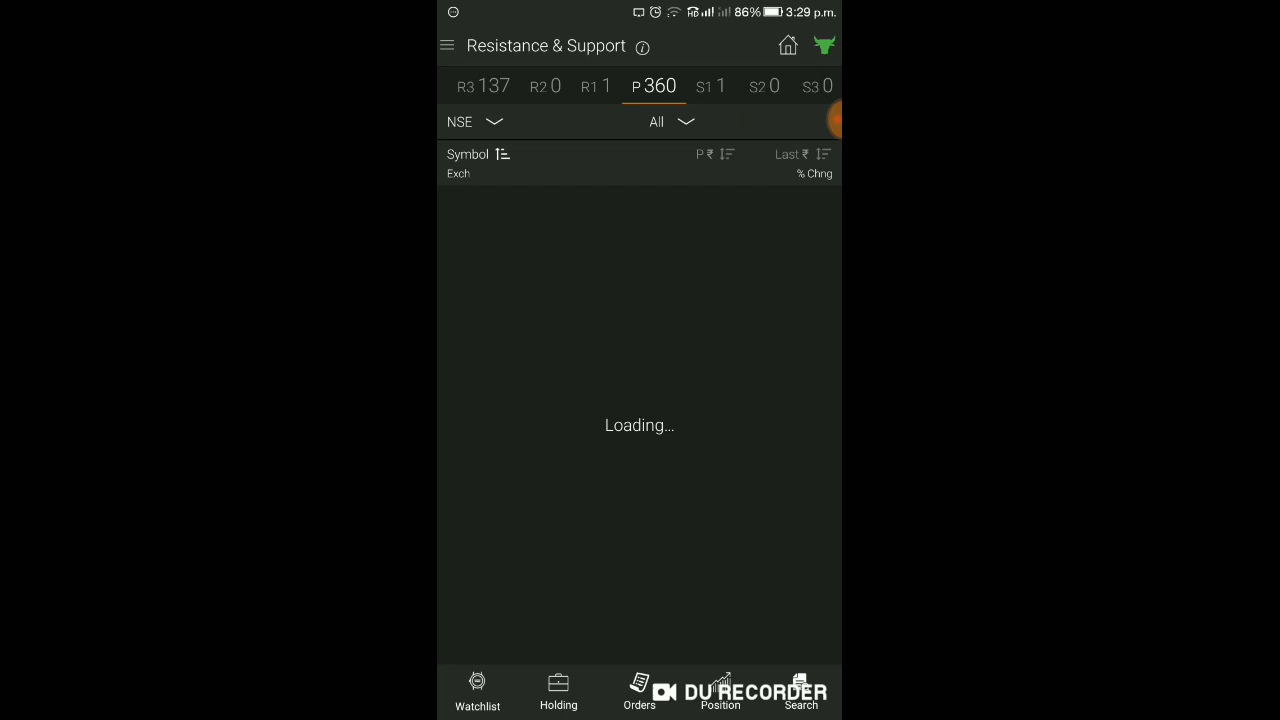 HD 86% 3:29 p.m.
Resistance & Support i
R3 137 R2 0 R1 1 P 360 S1 1 S2 0 S3 0
NSE All
Symbol P ₹ Last ₹
Exch % Chng
Loading...
Watchlist Holding Orders Position Search
DU RECORDER